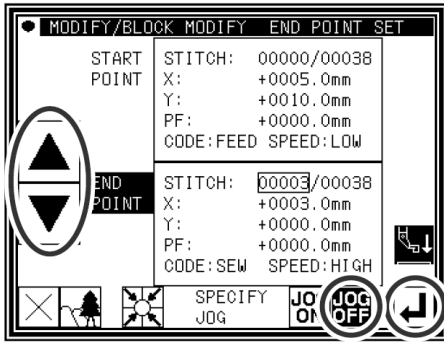 MODIFY/BLOCK MODIFY END POINT SET
START
POINT
STITCH: 00000/00038
X: +0005.0mm
Y: +0010.0mm
PF: +0000.0mm
CODE:FEED SPEED:LOW
END
POINT
STITCH: 00003/00038
X: +0003.0mm
Y: +0000.0mm
PF: +0000.0mm
CODE:SEW SPEED:HIGH
SPECIFY
JOG
JOG
ON
JOG
OFF